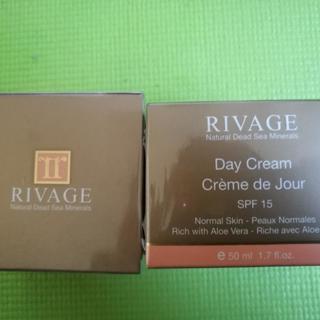 RIVAGE
Natural Dead Sea Minerals
RIVAGE
Natural Dead Sea Minerals
Day Cream
Crème de Jour
SPF 15
Normal Skin - Peaux Normales
Rich with Aloe Vera - Riche avec Aloe
e 50 ml 1.7 fl.oz.